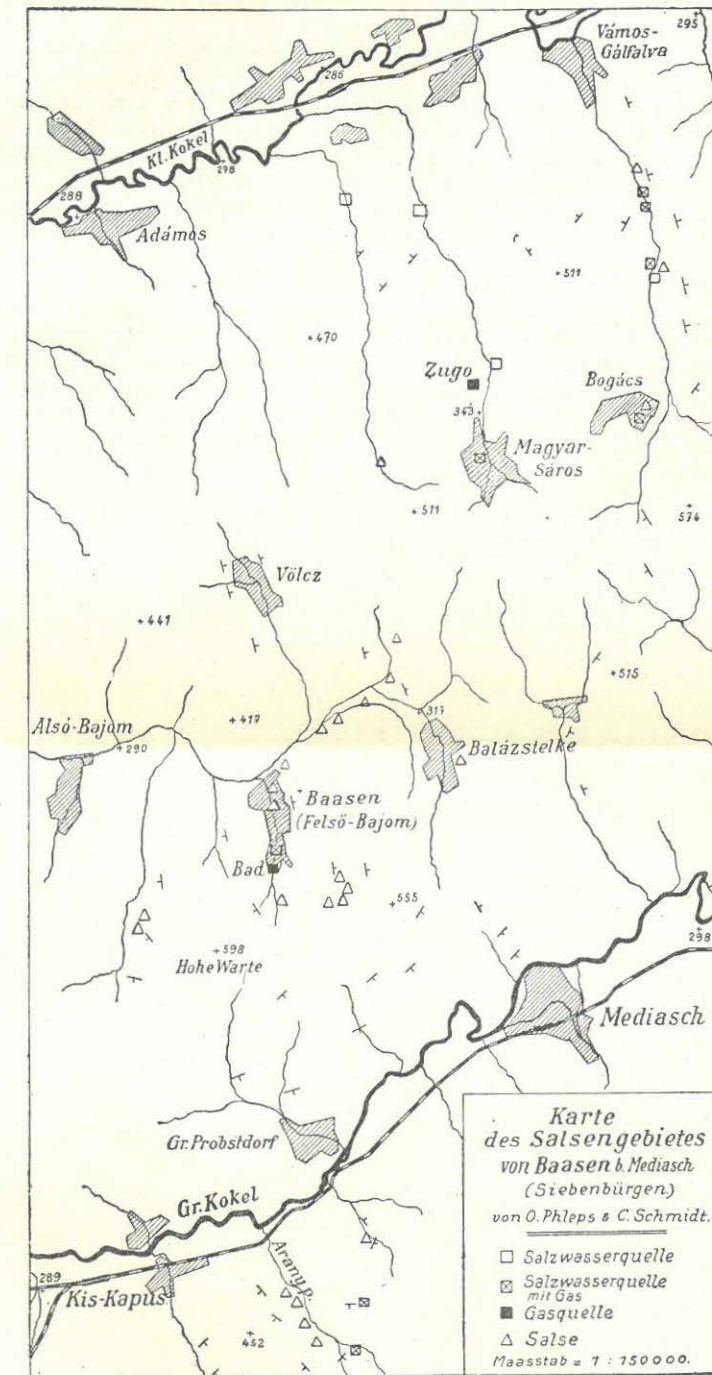 295
Vámos-
Gálfalva
286
Kl. Kokel
278
288
Adámos
+511
+470
Zugo
Bogács
343
Magyar-
Sáros
+511
574
Völcz
+441
+515
+417
+317
Alsó-Bajom
+290
Balázstelke
Baasen
(Felsö-Bajom)
Bad
+555
298
+598
Hohe Warte
Mediasch
Gr. Probstdorf
Gr. Kokel
289
Kis-Kapus
Arany p.
+452
Karte
des Salsengebietes
von Baasen b. Mediasch
(Siebenbürgen.)
von O. Phleps & C. Schmidt.
Salzwasserquelle
Salzwasserquelle
mit Gas
Gasquelle
Salse
Maasstab = 1 : 150000.